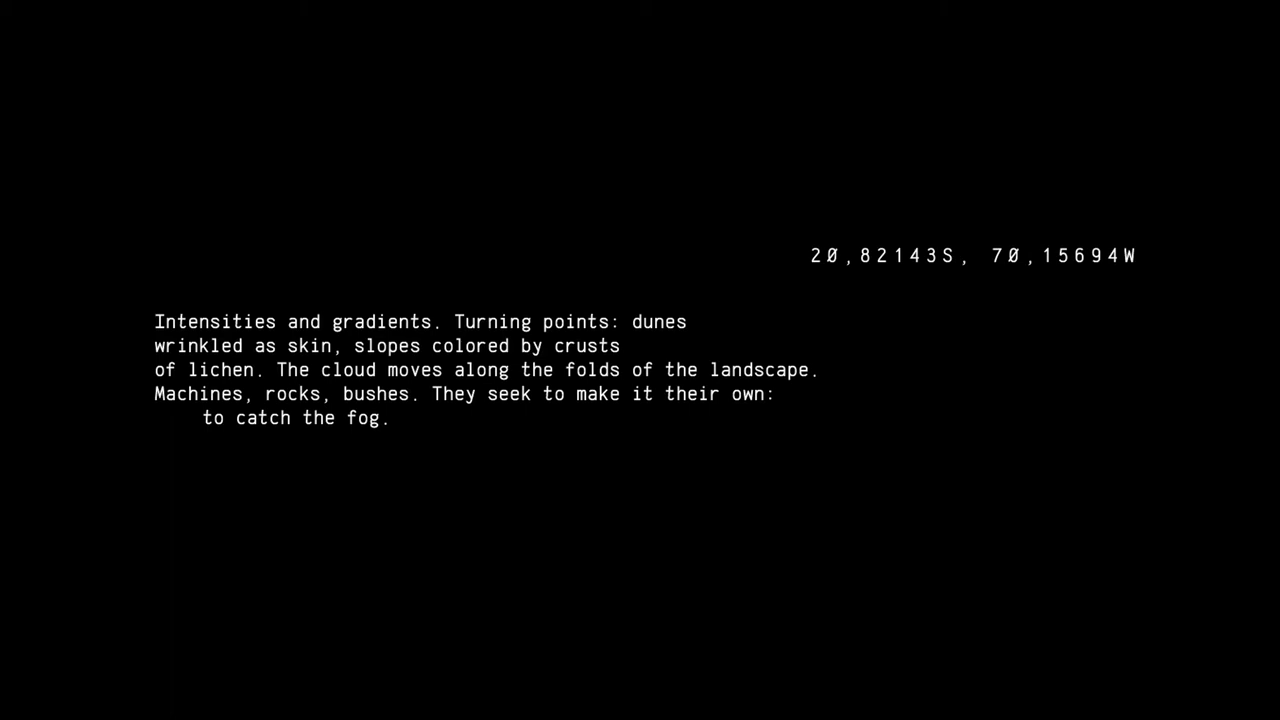 20,82143S, 70,15694W
Intensities and gradients. Turning points: dunes
wrinkled as skin, slopes colored by crusts
of lichen. The cloud moves along the folds of the landscape.
Machines, rocks, bushes. They seek to make it their own:
to catch the fog.